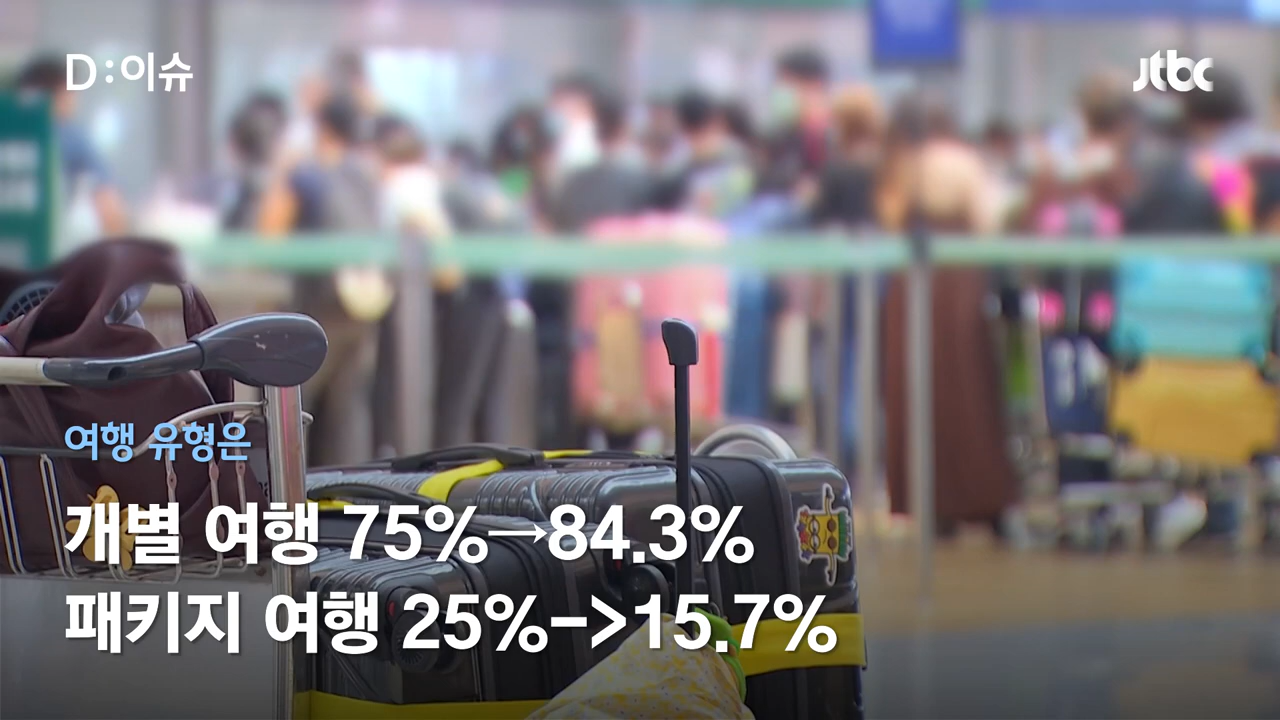 D:이슈
jtbc
여행 유형은
개별 여행 75%→84.3%
패키지 여행 25%->15.7%